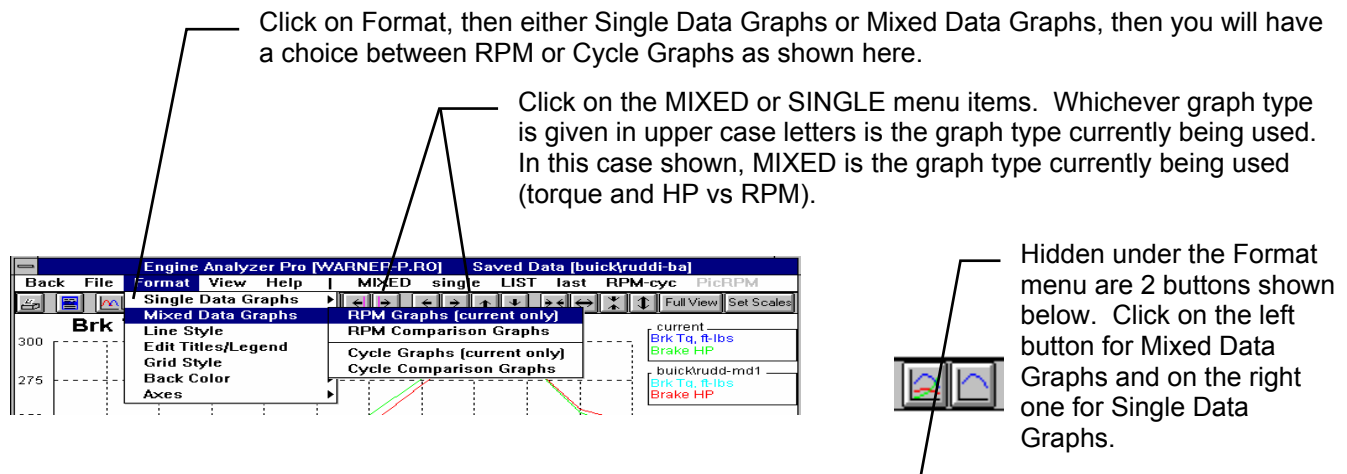 Click on Format, then either Single Data Graphs or Mixed Data Graphs, then you will have
a choice between RPM or Cycle Graphs as shown here.
Click on the MIXED or SINGLE menu items.  Whichever graph type
is given in upper case letters is the graph type currently being used.
In this case shown, MIXED is the graph type currently being used
(torque and HP vs RPM).
Engine Analyzer Pro [WARNER-P.RO]    Saved Data [buick\ruddi-ba]
Back  File  Format  View  Help  |  MIXED  single  LIST  last  RPM-cyc  PicRPM
Full View  Set Scales
Single Data Graphs
Mixed Data Graphs
Line Style
Edit Titles/Legend
Grid Style
Back Color
Axes
RPM Graphs (current only)
RPM Comparison Graphs
Cycle Graphs (current only)
Cycle Comparison Graphs
Brk
300
275
current
Brk Tq, ft-lbs
Brake HP
buick\rudd-md1
Brk Tq, ft-lbs
Brake HP
Hidden under the Format
menu are 2 buttons shown
below.  Click on the left
button for Mixed Data
Graphs and on the right
one for Single Data
Graphs.